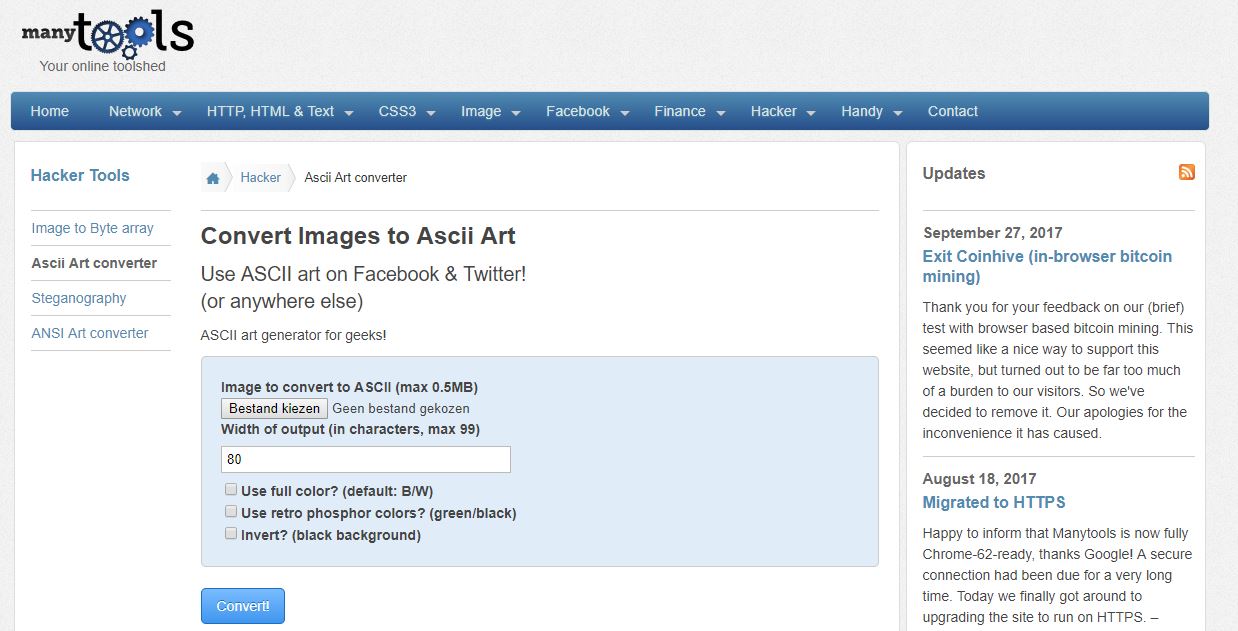 manytools
Your online toolshed
Home Network HTTP, HTML & Text CSS3 Image Facebook Finance Hacker Handy Contact
Hacker Tools
Image to Byte array
Ascii Art converter
Steganography
ANSI Art converter
Hacker Ascii Art converter
Convert Images to Ascii Art
Use ASCII art on Facebook & Twitter!
(or anywhere else)
ASCII art generator for geeks!
Image to convert to ASCII (max 0.5MB)
Bestand kiezen Geen bestand gekozen
Width of output (in characters, max 99)
80
Use full color? (default: B/W)
Use retro phosphor colors? (green/black)
Invert? (black background)
Convert!
Updates
September 27, 2017
Exit Coinhive (in-browser bitcoin
mining)
Thank you for your feedback on our (brief)
test with browser based bitcoin mining. This
seemed like a nice way to support this
website, but turned out to be far too much
of a burden to our visitors. So we've
decided to remove it. Our apologies for the
inconvenience it has caused.
August 18, 2017
Migrated to HTTPS
Happy to inform that Manytools is now fully
Chrome-62-ready, thanks Google! A secure
connection had been due for a very long
time. Today we finally got around to
upgrading the site to run on HTTPS. –